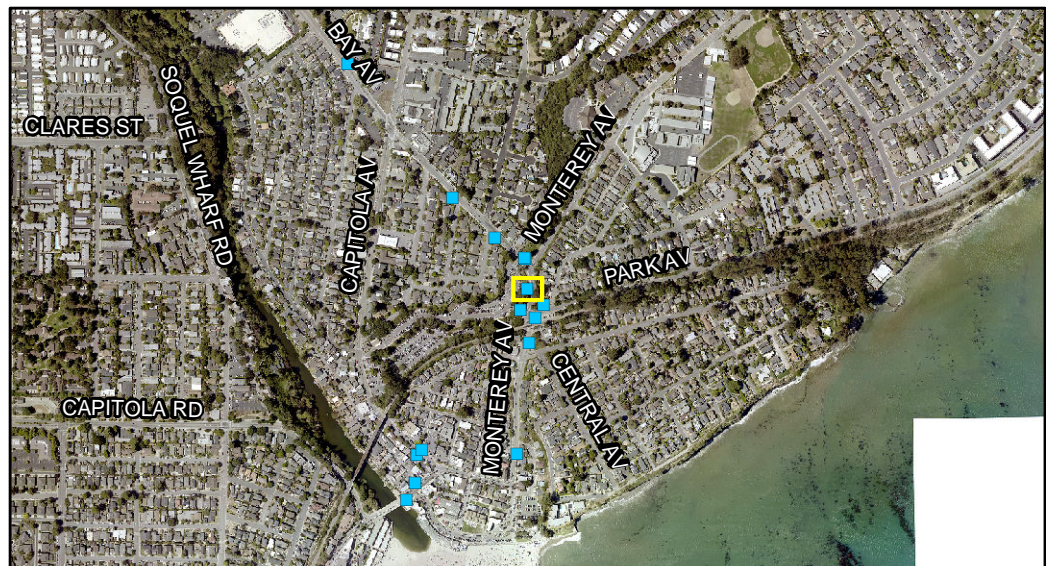 BAY AV
CLARES ST
SOQUEL WHARF RD
CAPITOLA AV
MONTEREY AV
PARK AV
MONTEREY AV
CENTRAL AV
CAPITOLA RD